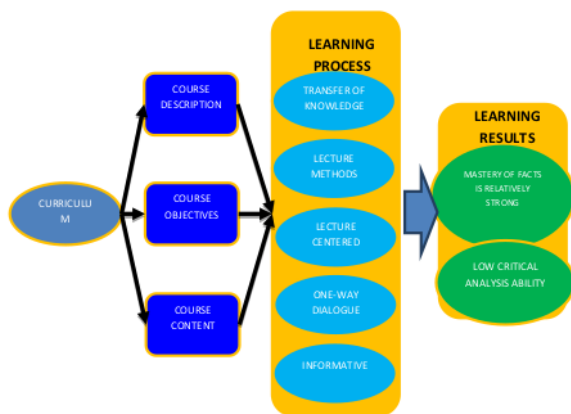 CURRICULU
M
COURSE
DESCRIPTION
COURSE
OBJECTIVES
COURSE
CONTENT
LEARNING
PROCESS
TRANSFER OF
KNOWLEDGE
LECTURE
METHODS
LECTURE
CENTERED
ONE-WAY
DIALOGUE
INFORMATIVE
LEARNING
RESULTS
MASTERY OF FACTS
IS RELATIVELY
STRONG
LOW CRITICAL
ANALYSIS ABILITY